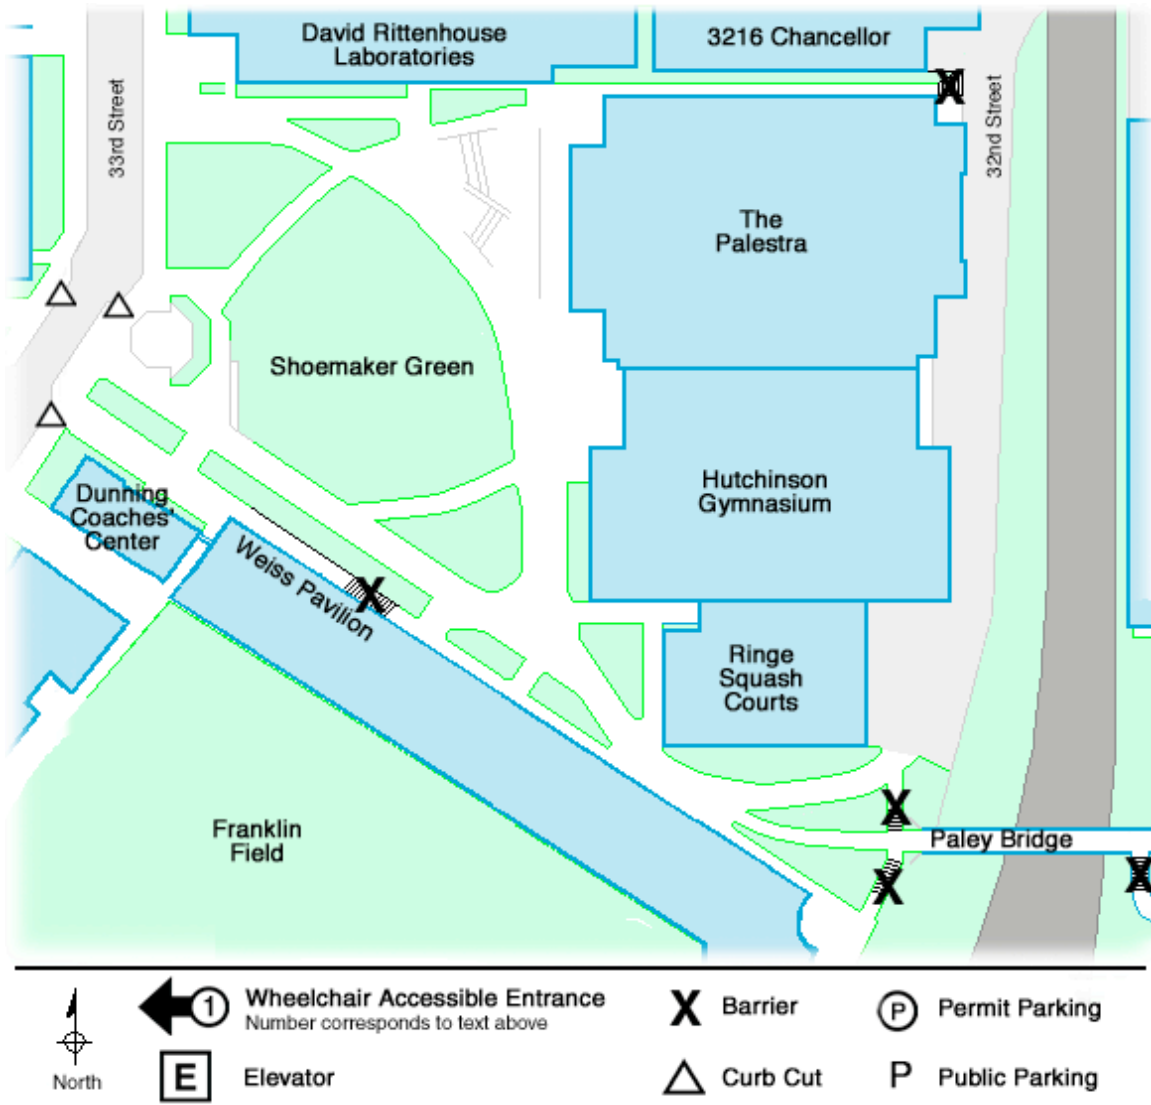 David Rittenhouse
Laboratories
3216 Chancellor
33rd Street
X
32nd Street
The
Palestra
Shoemaker Green
Hutchinson
Gymnasium
Dunning
Coaches'
Center
Weiss Pavilion
X
Ringe
Squash
Courts
Franklin
Field
X
Paley Bridge
X
X
1
Wheelchair Accessible Entrance
Number corresponds to text above
X
Barrier
P
Permit Parking
North
E
Elevator
Curb Cut
P
Public Parking